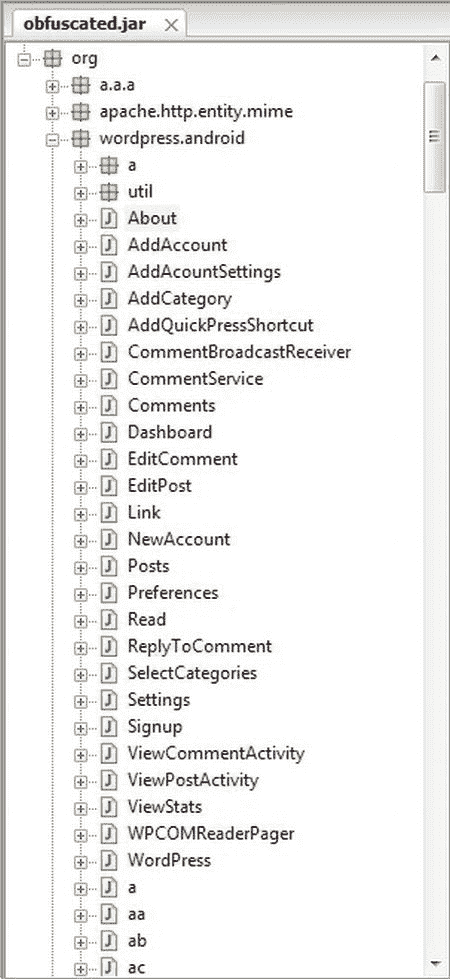 obfuscated.jar
org
a.a.a
apache.http.entity.mime
wordpress.android
a
util
About
AddAccount
AddAcountSettings
AddCategory
AddQuickPressShortcut
CommentBroadcastReceiver
CommentService
Comments
Dashboard
EditComment
EditPost
Link
NewAccount
Posts
Preferences
Read
ReplyToComment
SelectCategories
Settings
Signup
ViewCommentActivity
ViewPostActivity
ViewStats
WPCOMReaderPager
WordPress
a
aa
ab
ac